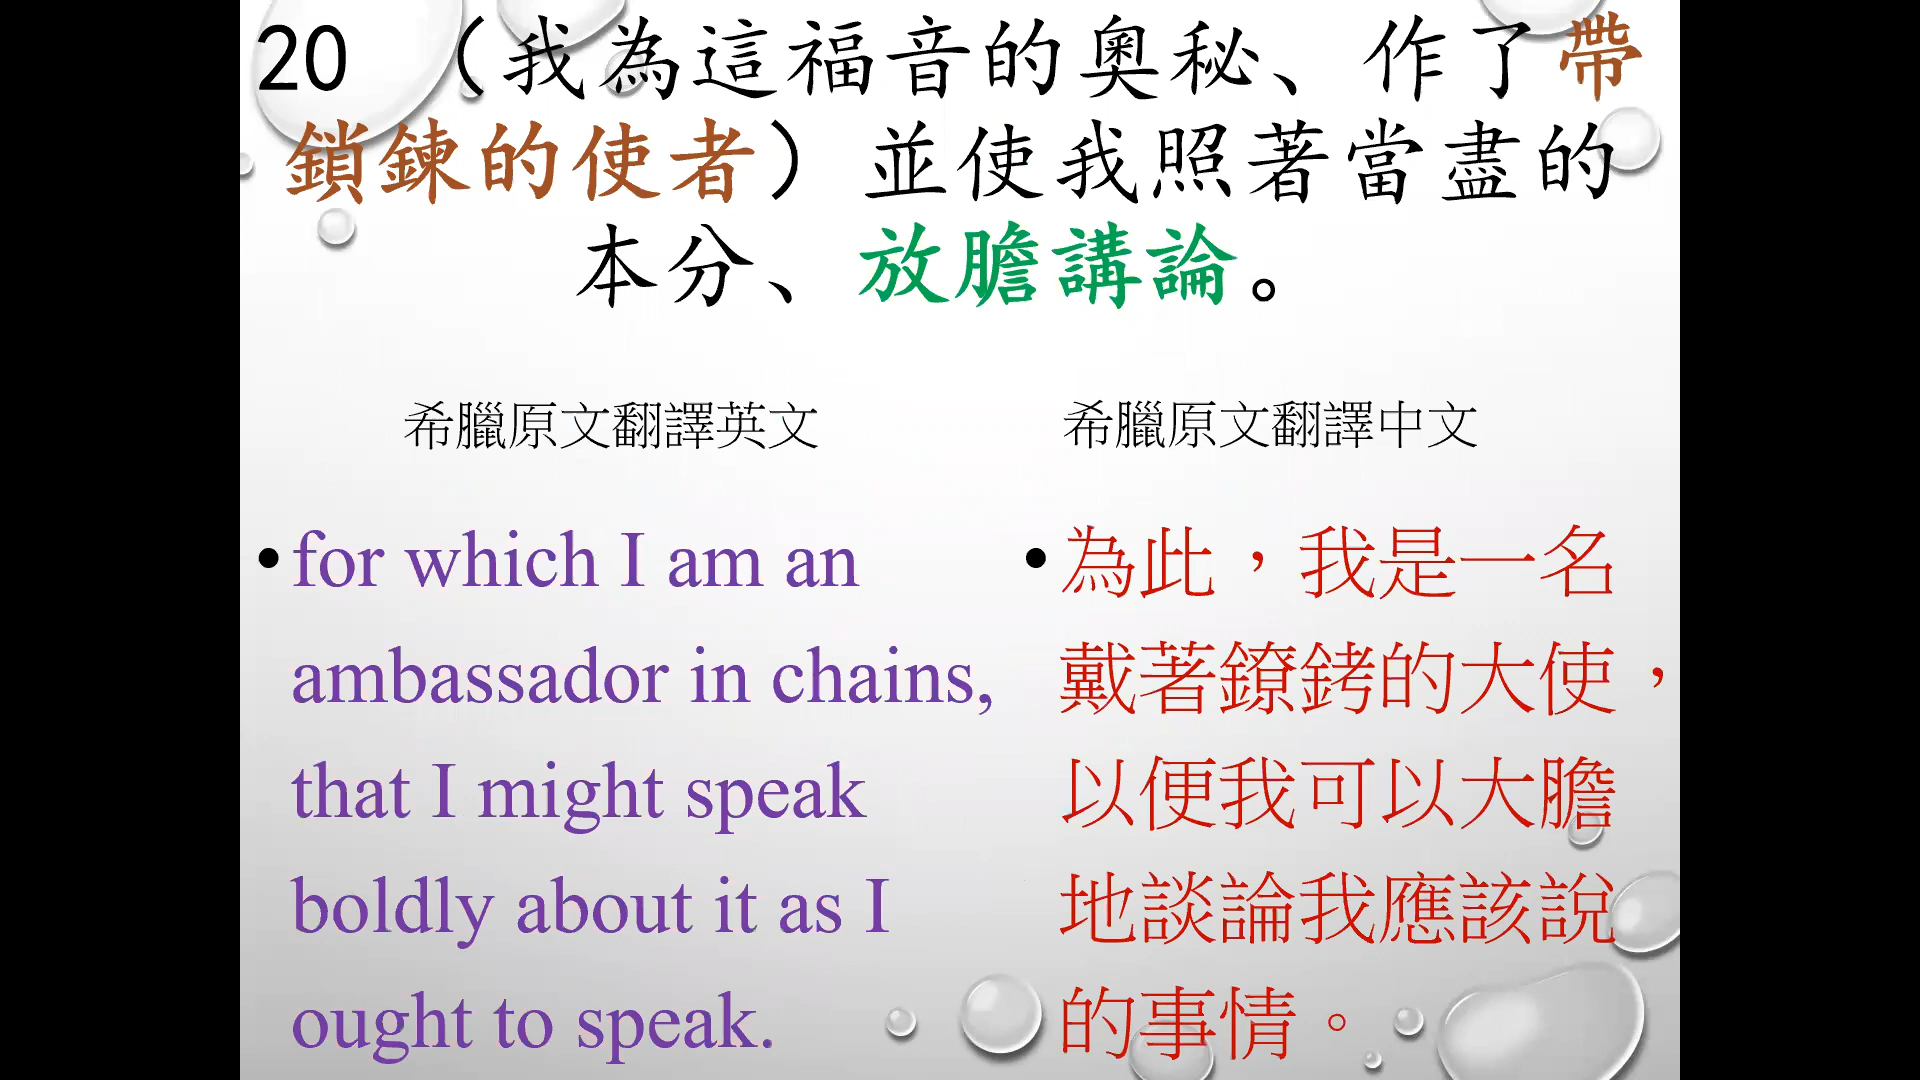 20 （我為這福音的奧秘、作了帶
鎖鍊的使者）並使我照著當盡的
本分、放膽講論。
希臘原文翻譯英文
希臘原文翻譯中文
•for which I am an
ambassador in chains,
that I might speak
boldly about it as I
ought to speak.
•為此，我是一名
戴著鐐銬的大使，
以便我可以大膽
地談論我應該說
的事情。